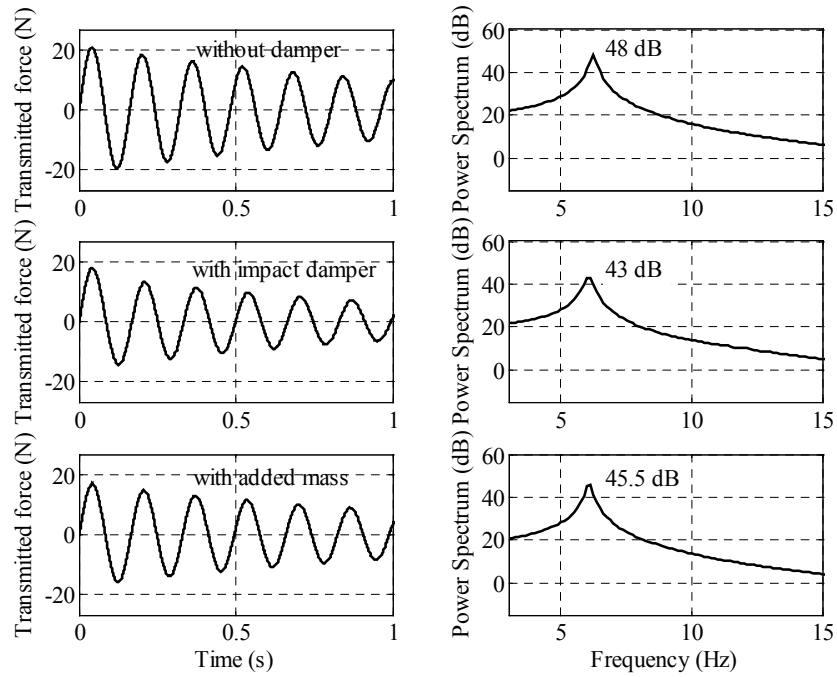 Transmitted force (N)
20
0
-20
without damper
0
0.5
1
Power Spectrum (dB)
60
40
20
0
48 dB
5
10
15
Transmitted force (N)
20
0
-20
with impact damper
0
0.5
1
Power Spectrum (dB)
60
40
20
0
43 dB
5
10
15
Transmitted force (N)
20
0
-20
with added mass
0
0.5
1
Time (s)
Power Spectrum (dB)
60
40
20
0
45.5 dB
5
10
15
Frequency (Hz)